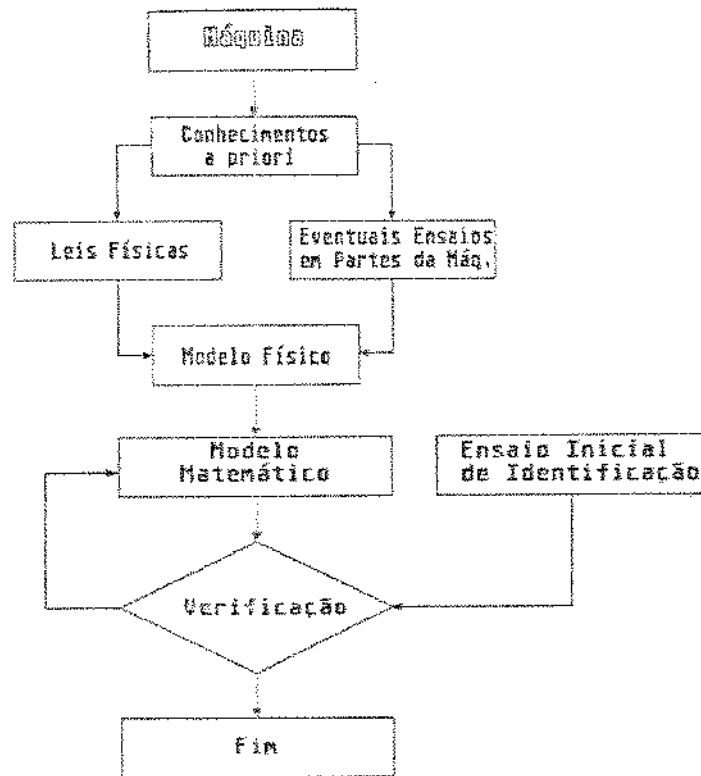 Máquina
Conhecimentos
a priori
Leis Físicas
Eventuais Ensaios
em Partes da Máq.
Modelo Físico
Modelo
Matemático
Ensaio Inicial
de Identificação
Verificação
Fim